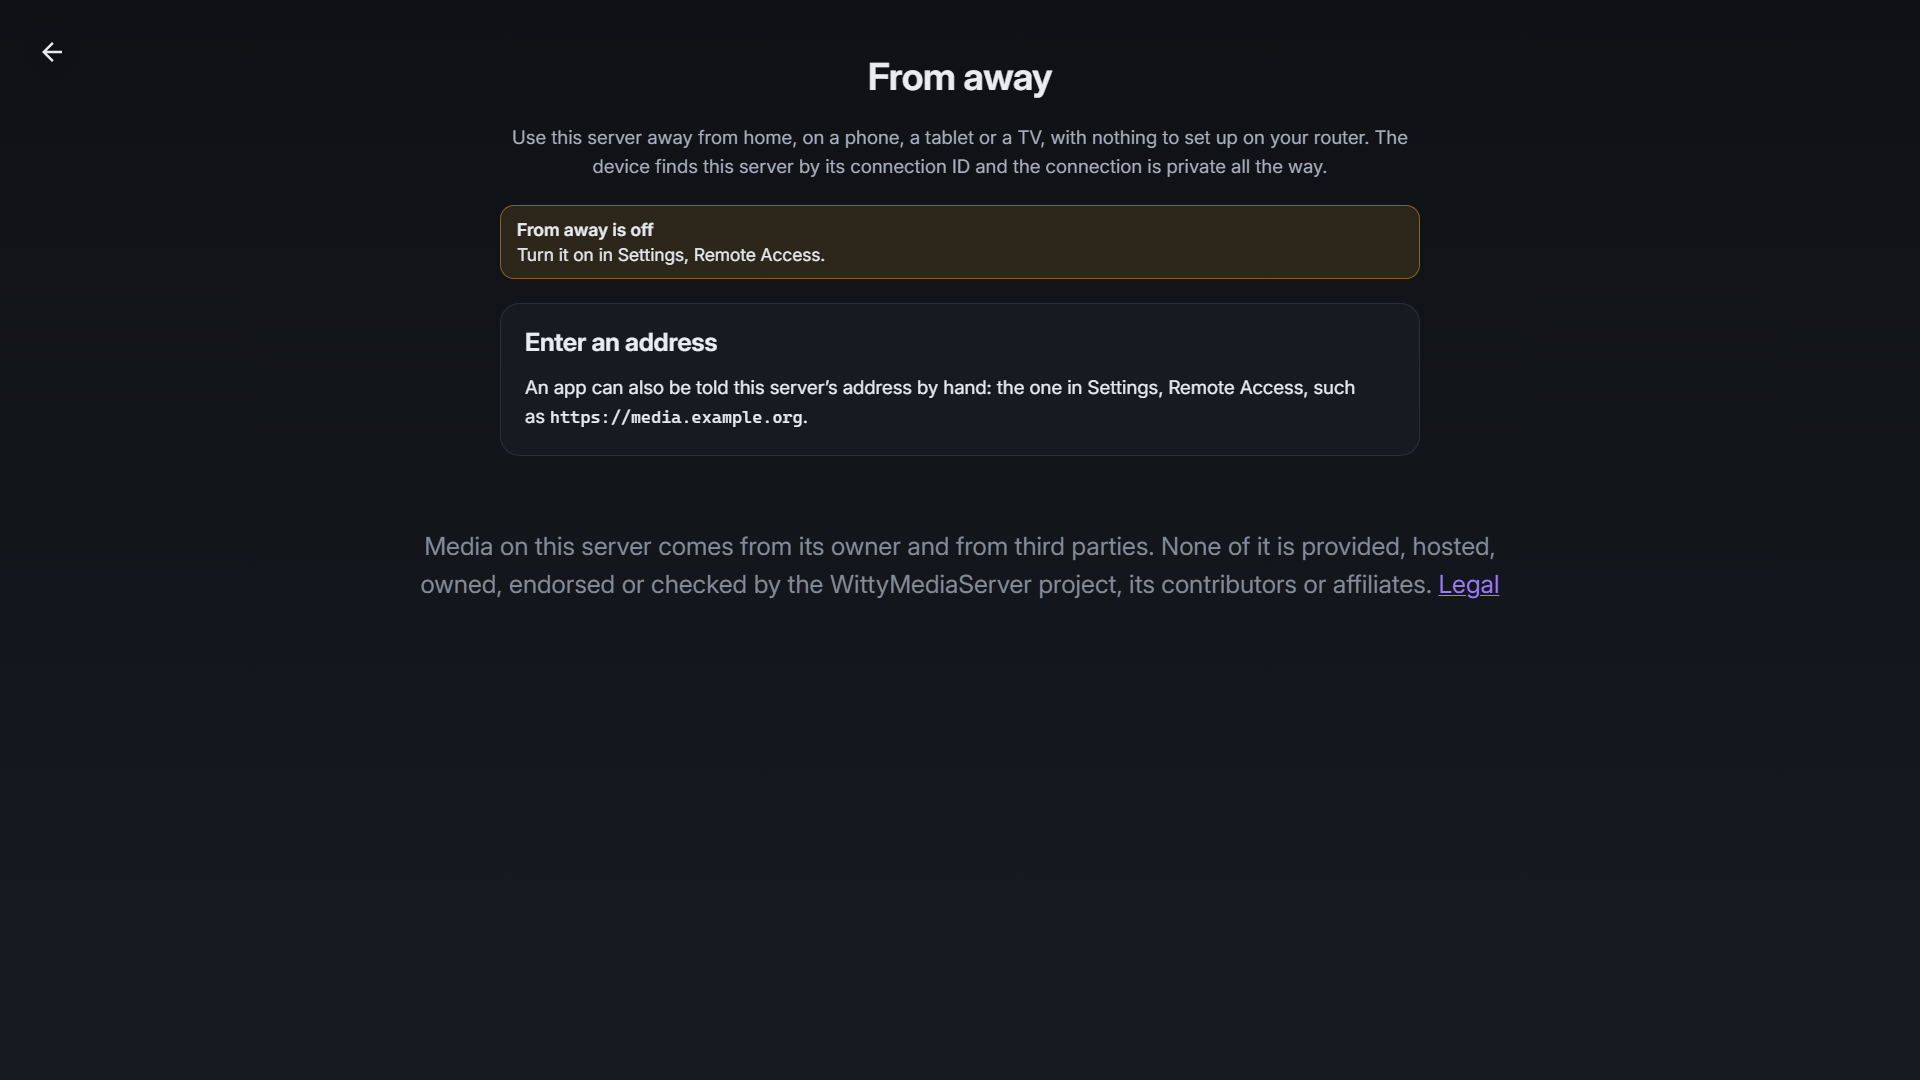 From away
Use this server away from home, on a phone, a tablet or a TV, with nothing to set up on your router. The
device finds this server by its connection ID and the connection is private all the way.
From away is off
Turn it on in Settings, Remote Access.
Enter an address
An app can also be told this server’s address by hand: the one in Settings, Remote Access, such
as https://media.example.org.
Media on this server comes from its owner and from third parties. None of it is provided, hosted,
owned, endorsed or checked by the WittyMediaServer project, its contributors or affiliates. Legal